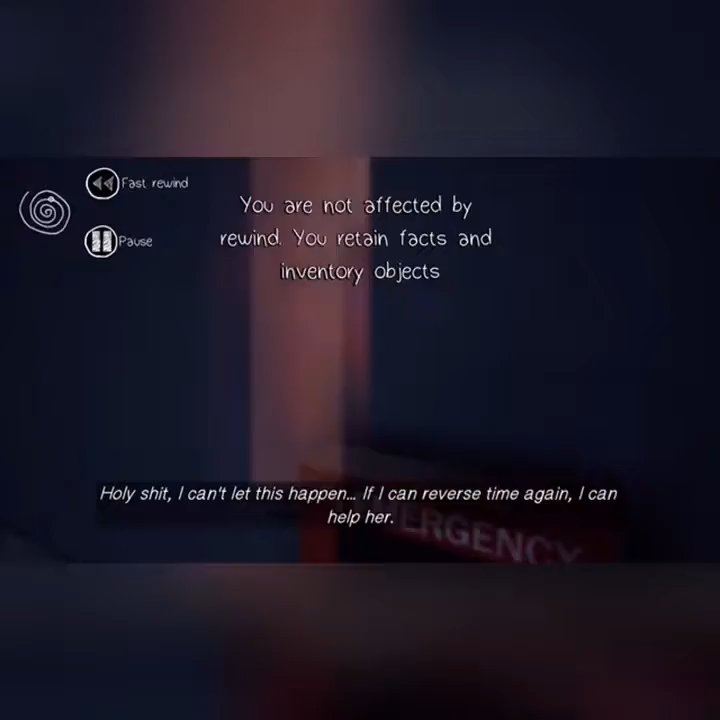 Fast rewind
Pause
You are not affected by
rewind. You retain facts and
inventory objects
Holy shit, I can't let this happen... If I can reverse time again, I can
help her.
ERGENCY